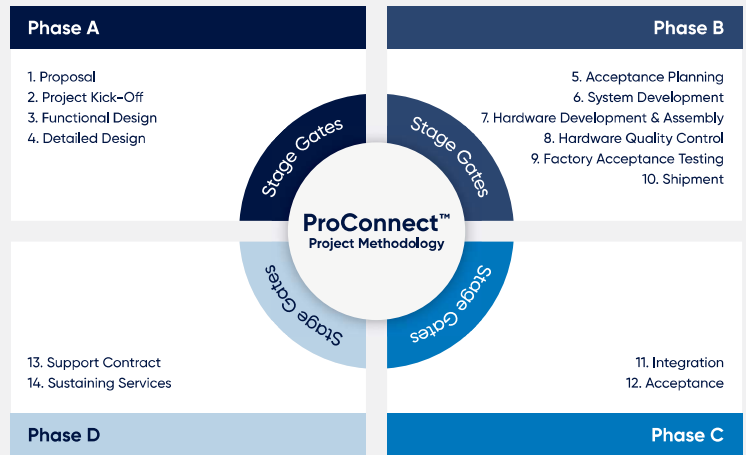 Phase A
1. Proposal
2. Project Kick-Off
3. Functional Design
4. Detailed Design
Stage Gates
Phase B
5. Acceptance Planning
6. System Development
7. Hardware Development & Assembly
8. Hardware Quality Control
9. Factory Acceptance Testing
10. Shipment
Stage Gates
ProConnect™
Project Methodology
Stage Gates
13. Support Contract
14. Sustaining Services
Phase D
Stage Gates
11. Integration
12. Acceptance
Phase C